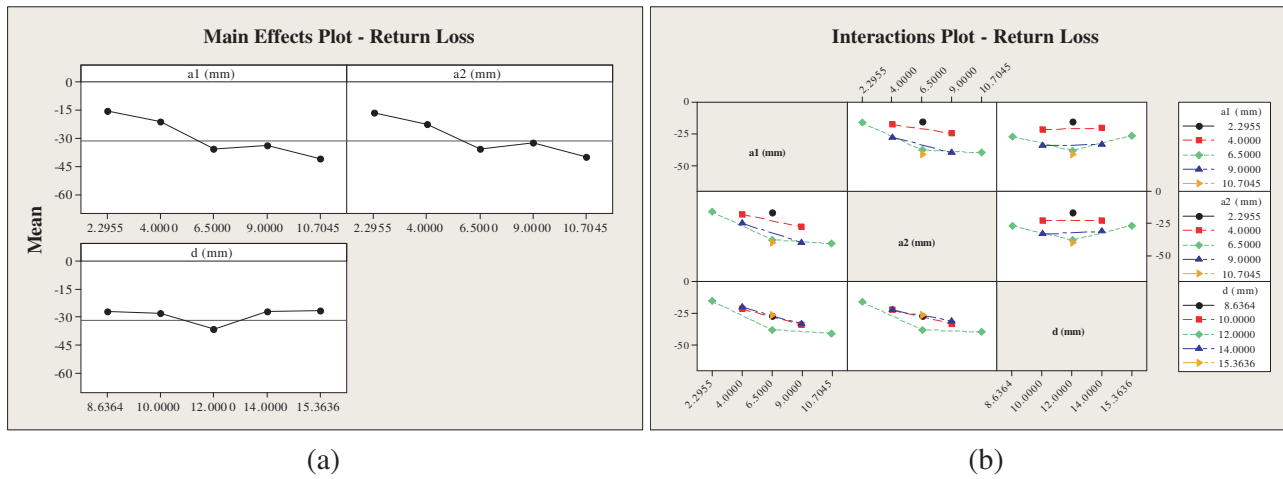 Main Effects Plot - Return Loss
a1 (mm) a2 (mm)
0
-15
-30
-45
-60
2.2955 4.0000 6.5000 9.0000 10.7045 2.2955 4.0000 6.5000 9.0000 10.7045
Mean
d (mm)
0
-15
-30
-45
-60
8.6364 10.0000 12.0000 14.0000 15.3636
(a)
Interactions Plot - Return Loss
2.2955 4.0000 6.5000 9.0000 10.7045
0
-25
-50
a1 (mm)
a1 (mm)
2.2955
4.0000
6.5000
9.0000
10.7045
a2 (mm)
0
-25
-50
a2 (mm)
2.2955
4.0000
6.5000
9.0000
10.7045
0
-25
-50
d (mm)
d (mm)
8.6364
10.0000
12.0000
14.0000
15.3636
2.2955 4.0000 6.5000 9.0000 10.7045
8.6364 10.0000 12.0000 14.0000 15.3636
(b)